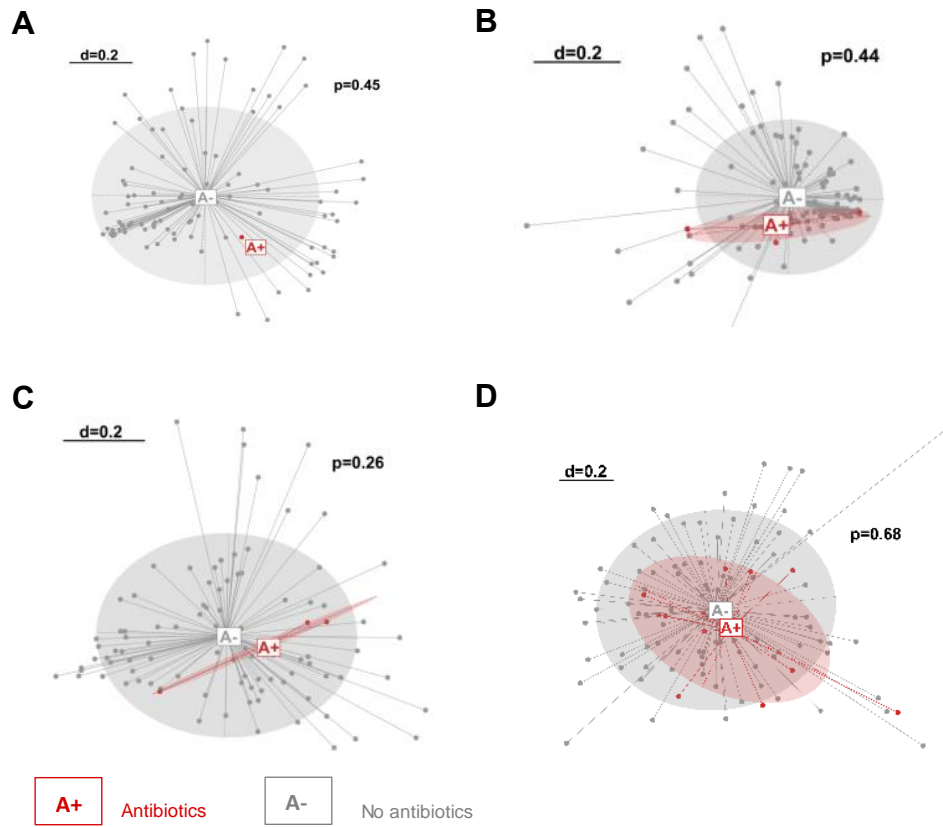 A
d=0.2
p=0.45
A-
A+
B
d=0.2
p=0.44
A-
A+
C
d=0.2
p=0.26
A-
A+
D
d=0.2
p=0.68
A-
A+
A+ Antibiotics
A- No antibiotics